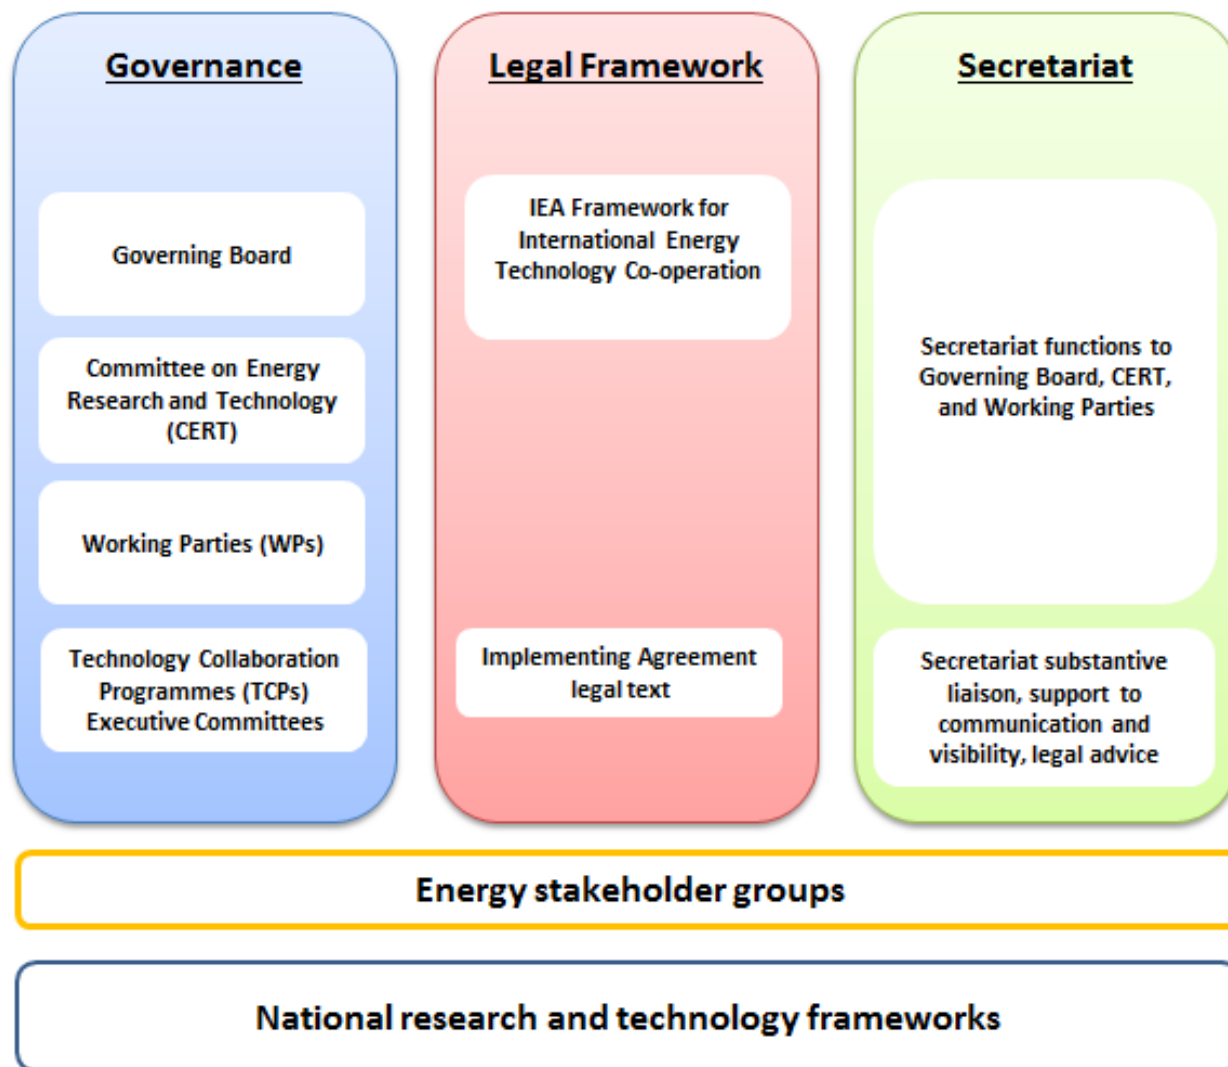 Governance
Governing Board
Committee on Energy
Research and Technology
(CERT)
Working Parties (WPs)
Technology Collaboration
Programmes (TCPs)
Executive Committees
Legal Framework
IEA Framework for
International Energy
Technology Co-operation
Implementing Agreement
legal text
Secretariat
Secretariat functions to
Governing Board, CERT,
and Working Parties
Secretariat substantive
liaison, support to
communication and
visibility, legal advice
Energy stakeholder groups
National research and technology frameworks